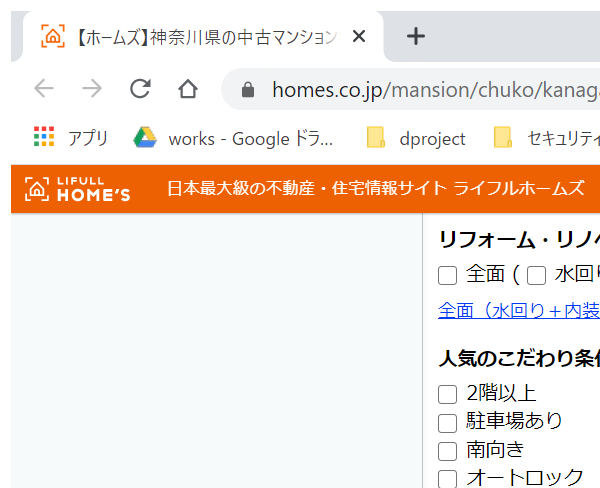 【ホームズ】神奈川県の中古マンション
homes.co.jp/mansion/chuko/kanaga
アプリ works - Google ドラ... dproject セキュリティ
LIFULL HOME'S 日本最大級の不動産・住宅情報サイト ライフルホームズ
リフォーム・リノベ
全面 ( 水回り
全面（水回り＋内装
人気のこだわり条件
2階以上
駐車場あり
南向き
オートロック